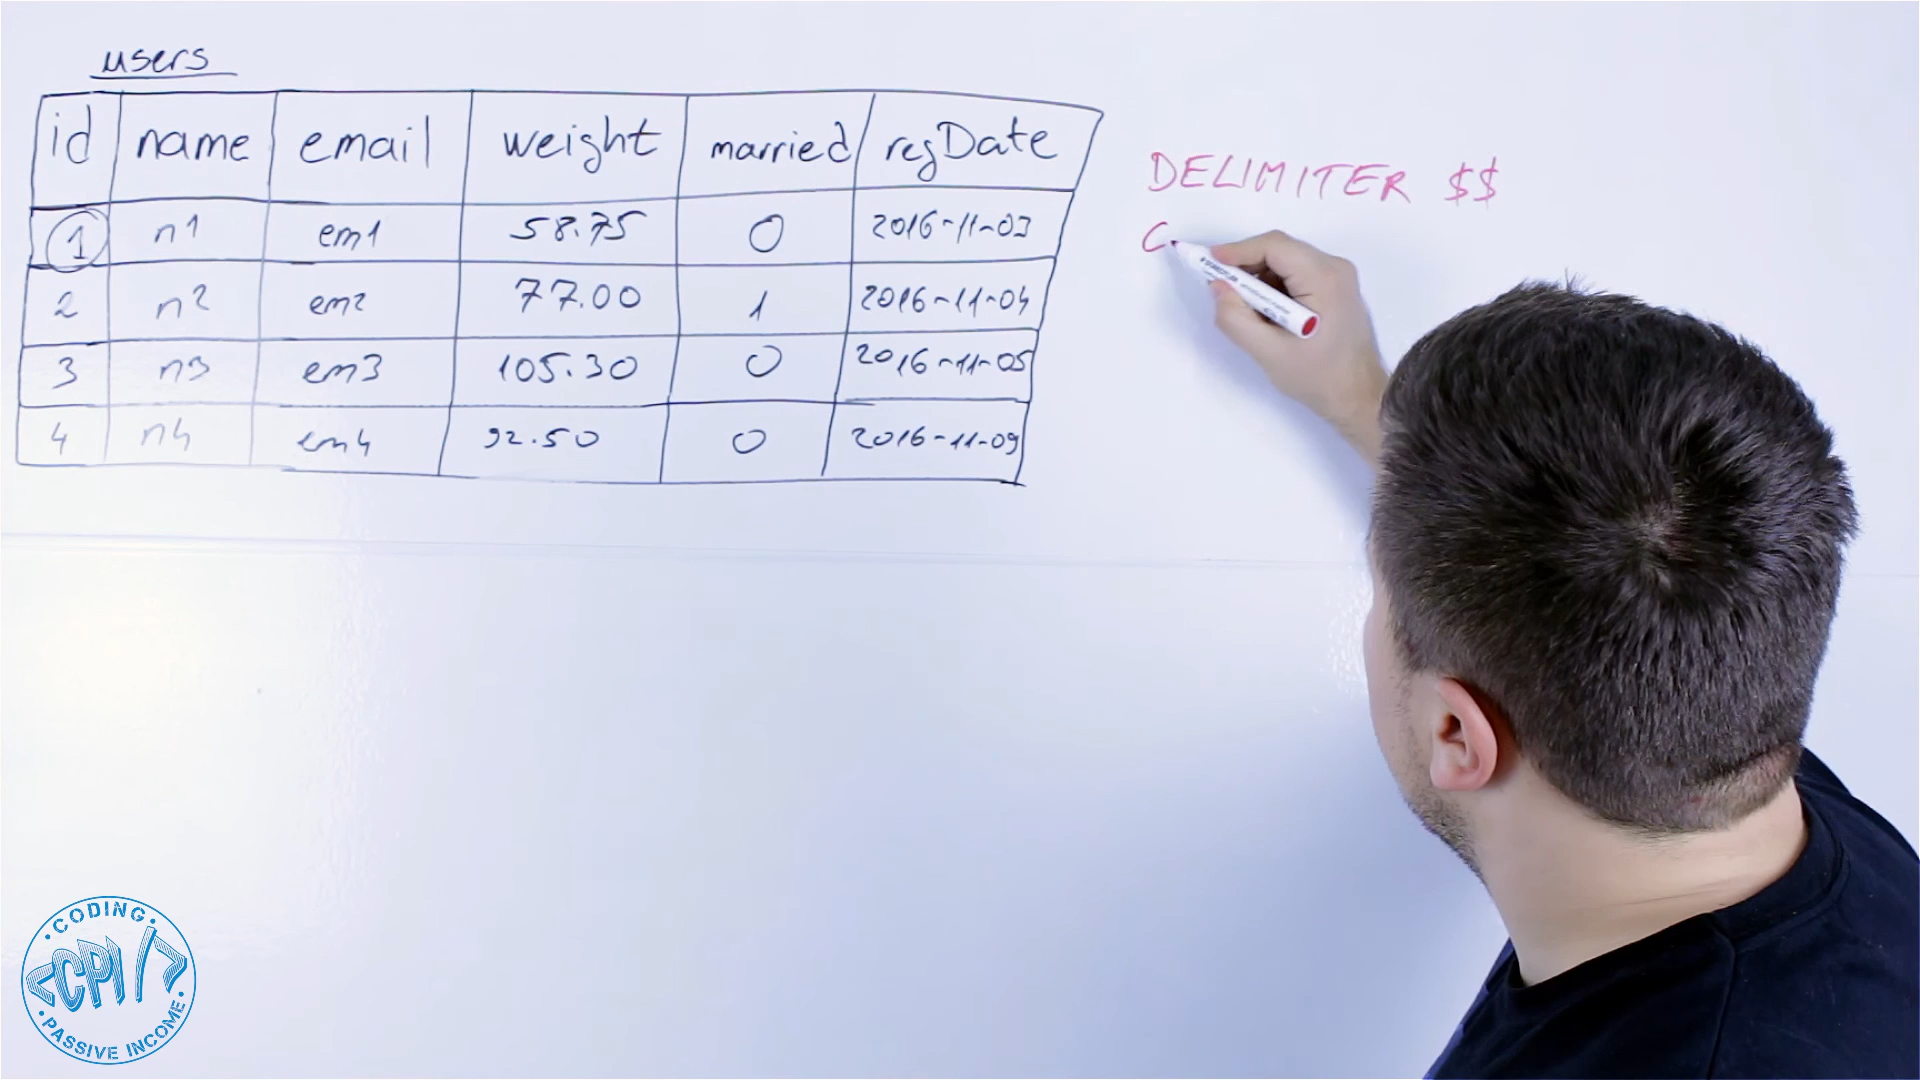 users
id name email weight married regDate
1 n1 em1 58.75 0 2016-11-03
2 n2 em2 77.00 1 2016-11-04
3 n3 em3 105.30 0 2016-11-05
4 n4 em4 92.50 0 2016-11-09
DELIMITER $$
C
STAEDTLER
CODING
<CPI/>
PASSIVE INCOME